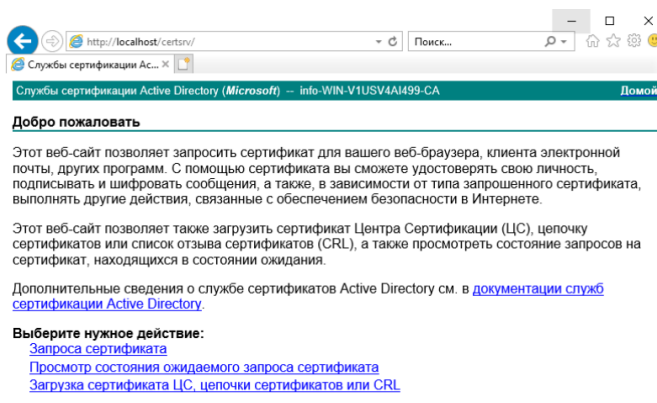 http://localhost/certsrv/
Поиск...
Службы сертификации Ac...
Службы сертификации Active Directory (Microsoft) -- info-WIN-V1USV4AI499-CA Домой
Добро пожаловать
Этот веб-сайт позволяет запросить сертификат для вашего веб-браузера, клиента электронной
почты, других программ. С помощью сертификата вы сможете удостоверять свою личность,
подписывать и шифровать сообщения, а также, в зависимости от типа запрошенного сертификата,
выполнять другие действия, связанные с обеспечением безопасности в Интернете.
Этот веб-сайт позволяет также загрузить сертификат Центра Сертификации (ЦС), цепочку
сертификатов или список отзыва сертификатов (CRL), а также просмотреть состояние запросов на
сертификат, находящихся в состоянии ожидания.
Дополнительные сведения о службе сертификатов Active Directory см. в документации служб
сертификации Active Directory.
Выберите нужное действие:
Запроса сертификата
Просмотр состояния ожидаемого запроса сертификата
Загрузка сертификата ЦС, цепочки сертификатов или CRL